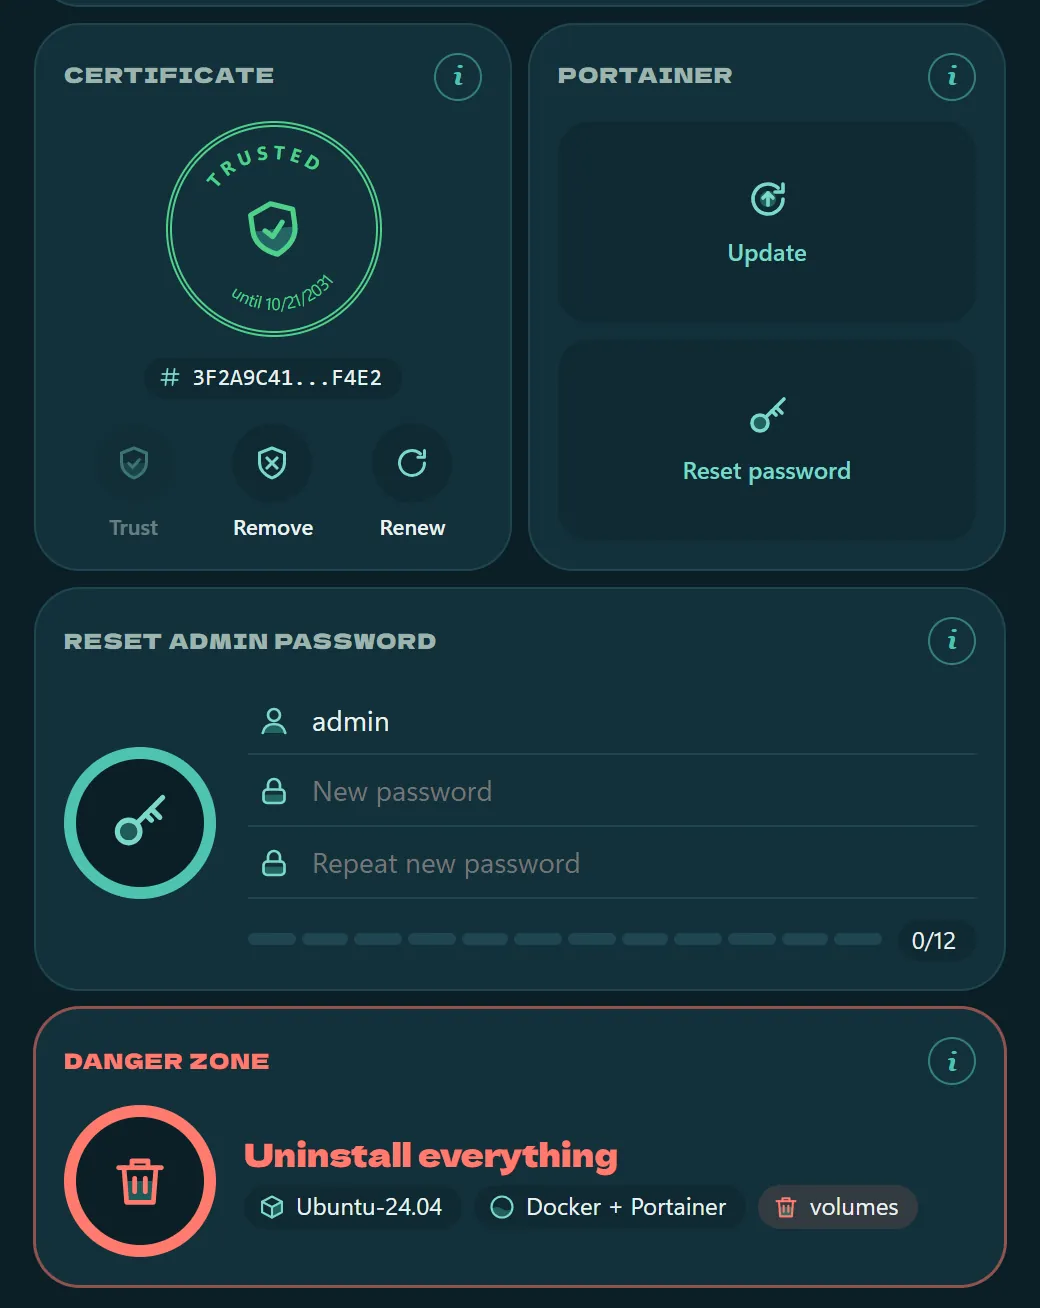 CERTIFICATE
TRUSTED
until 10/21/2031
# 3F2A9C41...F4E2
Trust
Remove
Renew
PORTAINER
Update
Reset password
RESET ADMIN PASSWORD
admin
New password
Repeat new password
0/12
DANGER ZONE
Uninstall everything
Ubuntu-24.04
Docker + Portainer
volumes